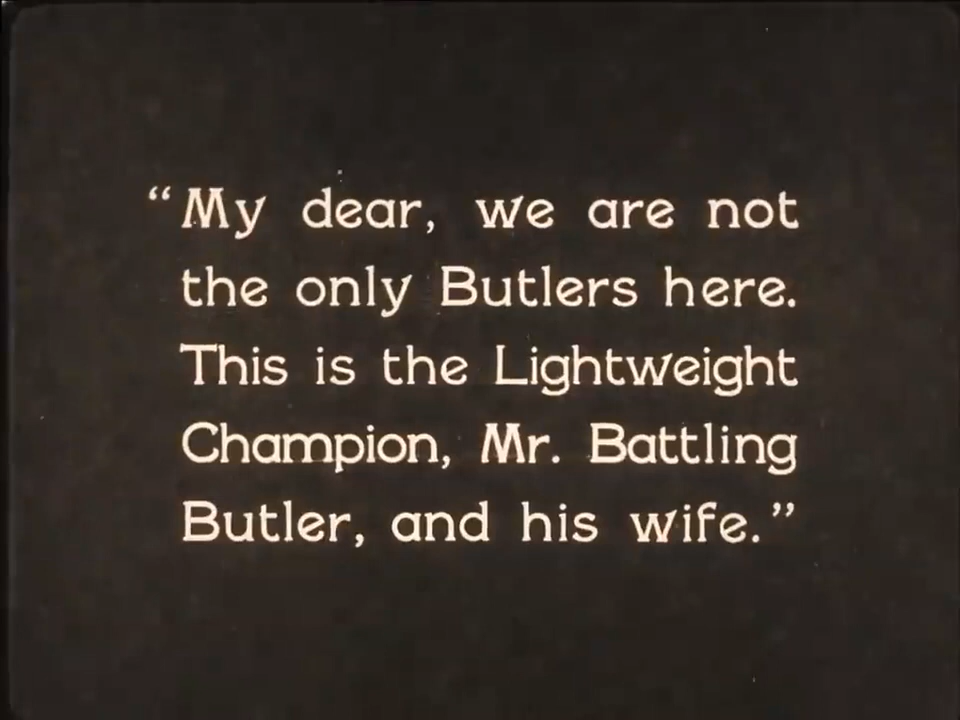 “My dear, we are not
the only Butlers here.
This is the Lightweight
Champion, Mr. Battling
Butler, and his wife.”